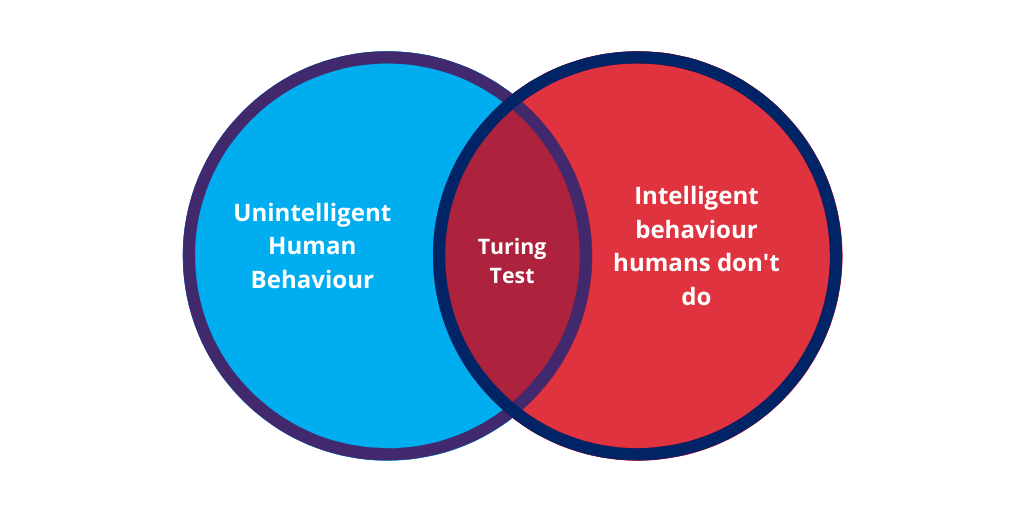 Unintelligent
Human
Behaviour
Turing
Test
Intelligent
behaviour
humans don't
do